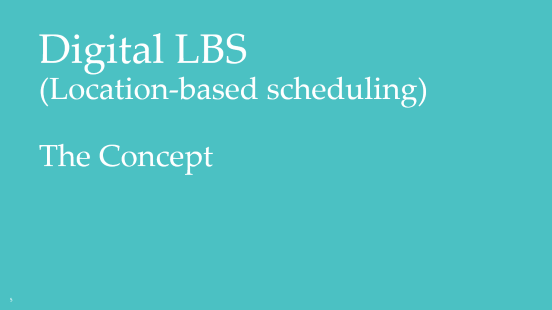 Digital LBS
(Location-based scheduling)
The Concept